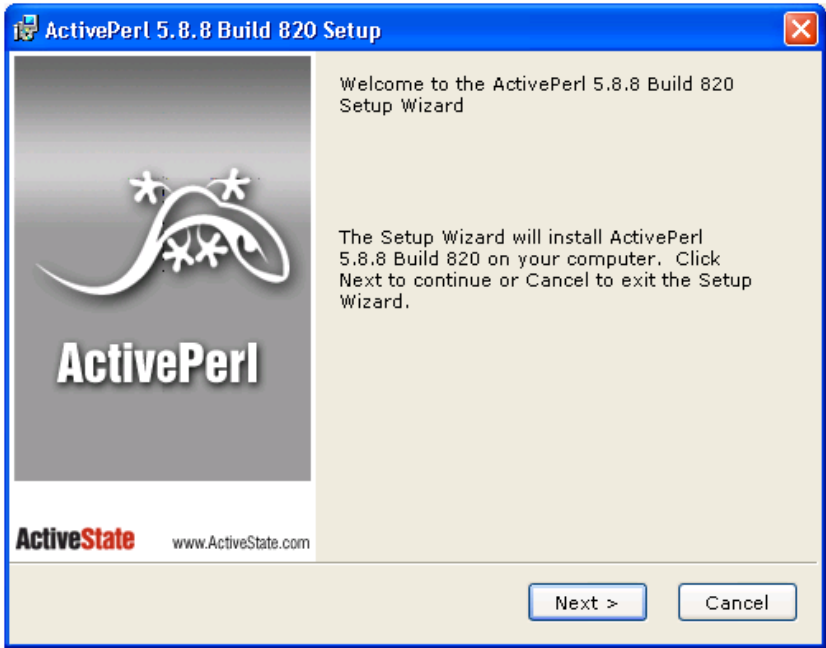 ActivePerl 5.8.8 Build 820 Setup
Welcome to the ActivePerl 5.8.8 Build 820
Setup Wizard
The Setup Wizard will install ActivePerl
5.8.8 Build 820 on your computer.  Click
Next to continue or Cancel to exit the Setup
Wizard.
ActivePerl
ActiveState www.ActiveState.com
Next >
Cancel